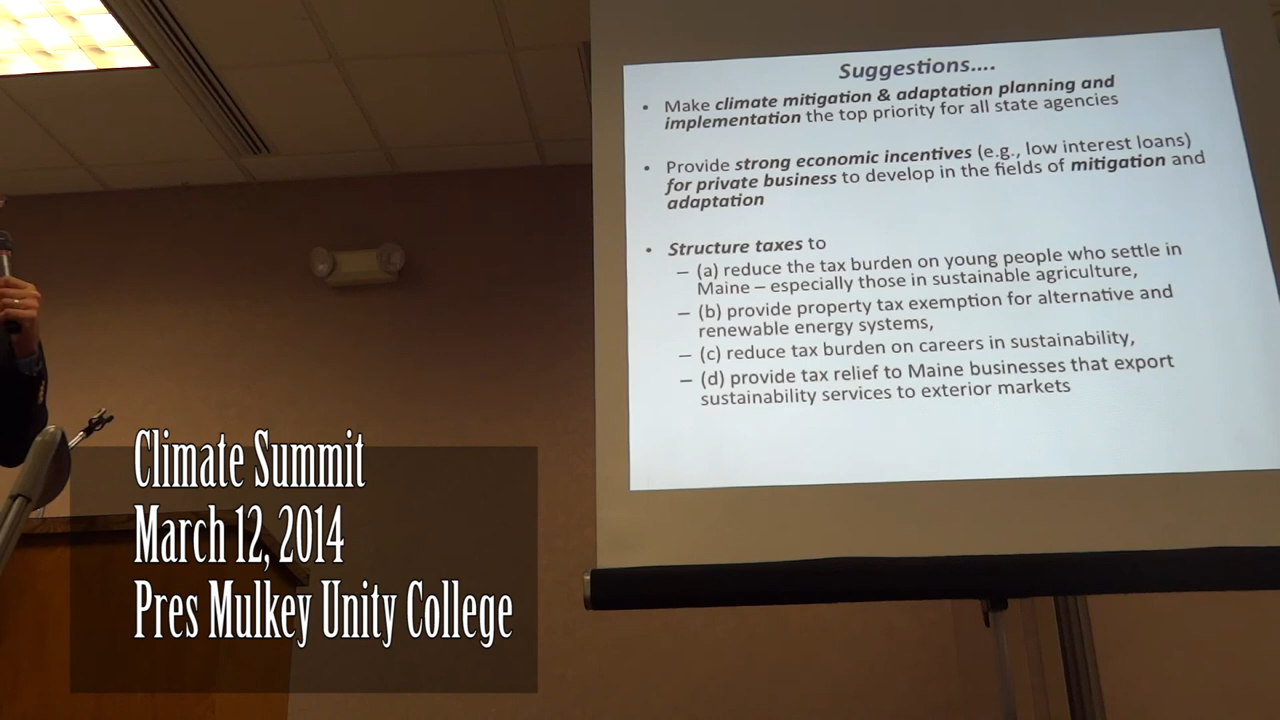 Suggestions....
• Make climate mitigation & adaptation planning and
implementation the top priority for all state agencies
• Provide strong economic incentives (e.g., low interest loans)
for private business to develop in the fields of mitigation and
adaptation
• Structure taxes to
– (a) reduce the tax burden on young people who settle in
Maine – especially those in sustainable agriculture,
– (b) provide property tax exemption for alternative and
renewable energy systems,
– (c) reduce tax burden on careers in sustainability,
– (d) provide tax relief to Maine businesses that export
sustainability services to exterior markets
Climate Summit
March 12, 2014
Pres Mulkey Unity College